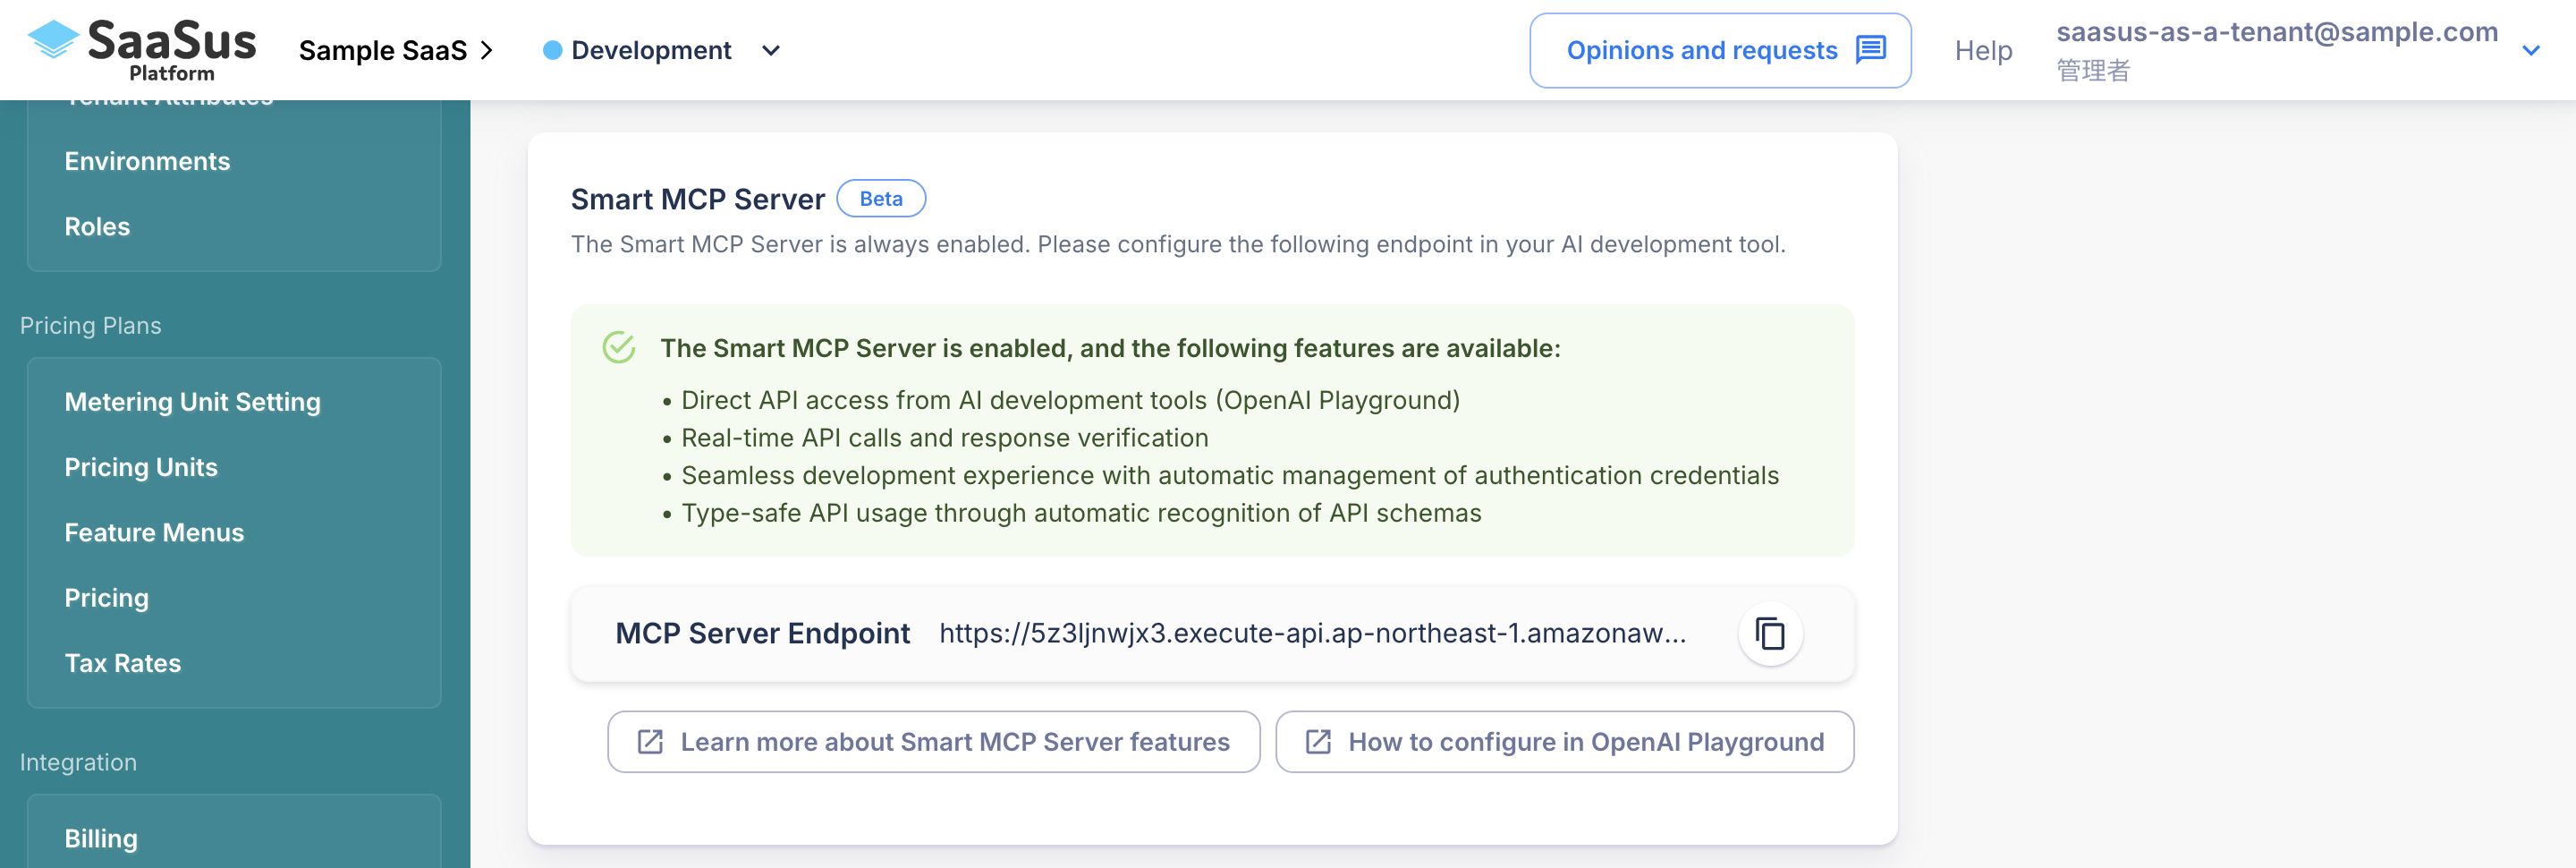 SaaSus
Platform
Sample SaaS
Development
Opinions and requests
Help
saasus-as-a-tenant@sample.com
管理者
Tenant Attributes
Environments
Roles
Pricing Plans
Metering Unit Setting
Pricing Units
Feature Menus
Pricing
Tax Rates
Integration
Billing
Smart MCP Server
Beta
The Smart MCP Server is always enabled. Please configure the following endpoint in your AI development tool.
The Smart MCP Server is enabled, and the following features are available:
• Direct API access from AI development tools (OpenAI Playground)
• Real-time API calls and response verification
• Seamless development experience with automatic management of authentication credentials
• Type-safe API usage through automatic recognition of API schemas
MCP Server Endpoint https://5z3ljnwjx3.execute-api.ap-northeast-1.amazonaw...
Learn more about Smart MCP Server features
How to configure in OpenAI Playground